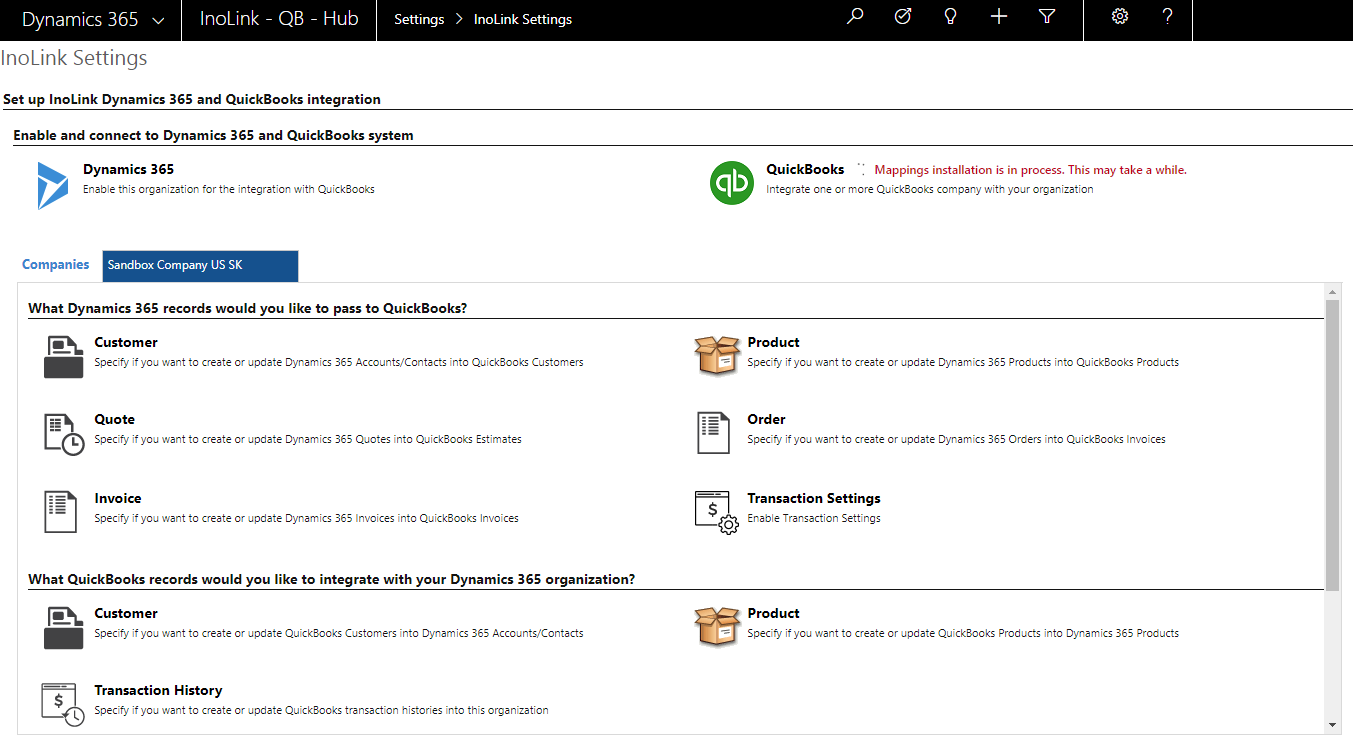 Dynamics 365 InoLink - QB - Hub Settings > InoLink Settings ?
InoLink Settings
Set up InoLink Dynamics 365 and QuickBooks integration
Enable and connect to Dynamics 365 and QuickBooks system
Dynamics 365
Enable this organization for the integration with QuickBooks
qb
QuickBooks Mappings installation is in process. This may take a while.
Integrate one or more QuickBooks company with your organization
Companies Sandbox Company US SK
What Dynamics 365 records would you like to pass to QuickBooks?
Customer
Specify if you want to create or update Dynamics 365 Accounts/Contacts into QuickBooks Customers
Product
Specify if you want to create or update Dynamics 365 Products into QuickBooks Products
Quote
Specify if you want to create or update Dynamics 365 Quotes into QuickBooks Estimates
Order
Specify if you want to create or update Dynamics 365 Orders into QuickBooks Invoices
Invoice
Specify if you want to create or update Dynamics 365 Invoices into QuickBooks Invoices
$
Transaction Settings
Enable Transaction Settings
What QuickBooks records would you like to integrate with your Dynamics 365 organization?
Customer
Specify if you want to create or update QuickBooks Customers into Dynamics 365 Accounts/Contacts
Product
Specify if you want to create or update QuickBooks Products into Dynamics 365 Products
$
Transaction History
Specify if you want to create or update QuickBooks transaction histories into this organization